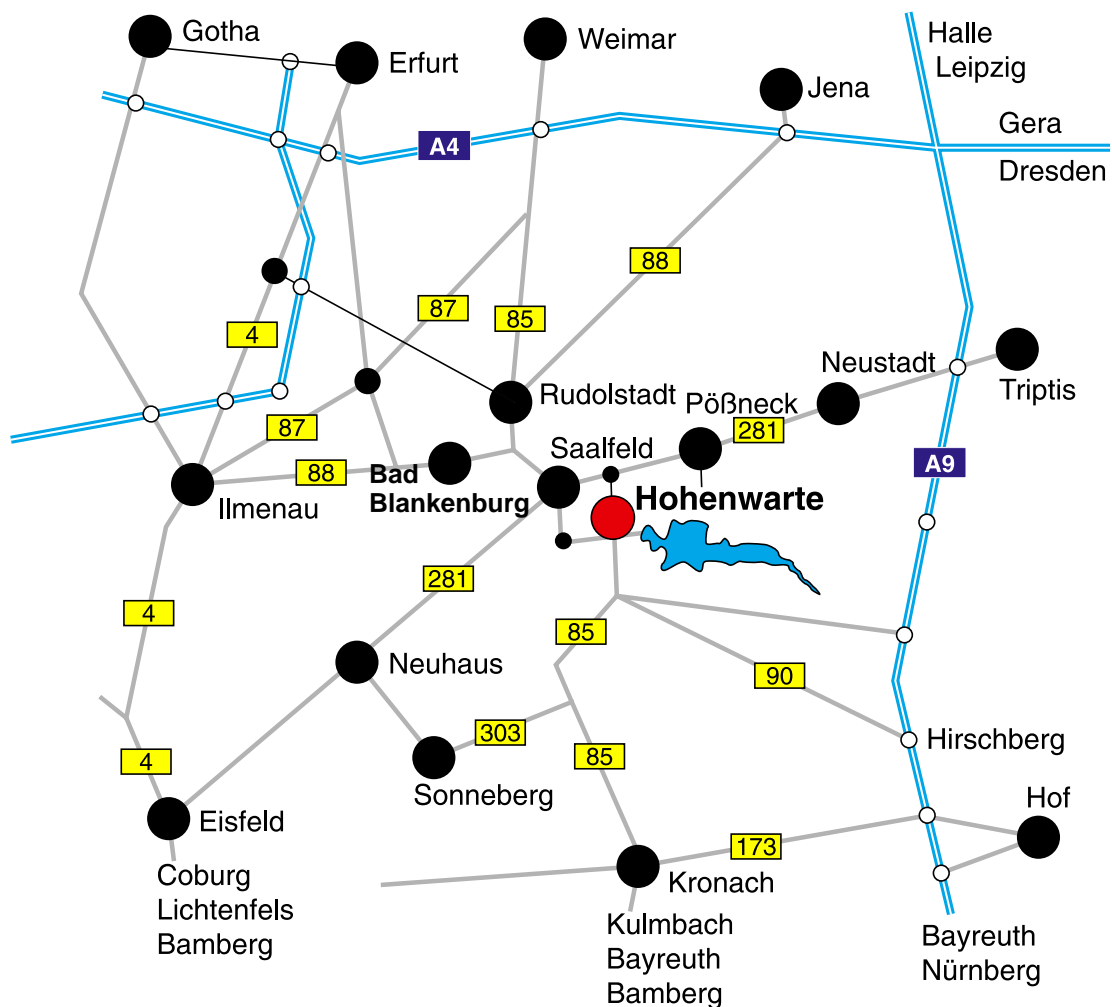 Gotha
Erfurt
Weimar
Jena
Halle
Leipzig
A4
Gera
Dresden
88
87
85
4
Neustadt
Triptis
Rudolstadt
Pößneck
281
87
Saalfeld
A9
88
Bad
Blankenburg
Hohenwarte
Ilmenau
281
4
85
Neuhaus
90
303
85
Hirschberg
4
Sonneberg
Hof
Eisfeld
173
Kronach
Coburg
Lichtenfels
Bamberg
Kulmbach
Bayreuth
Bamberg
Bayreuth
Nürnberg